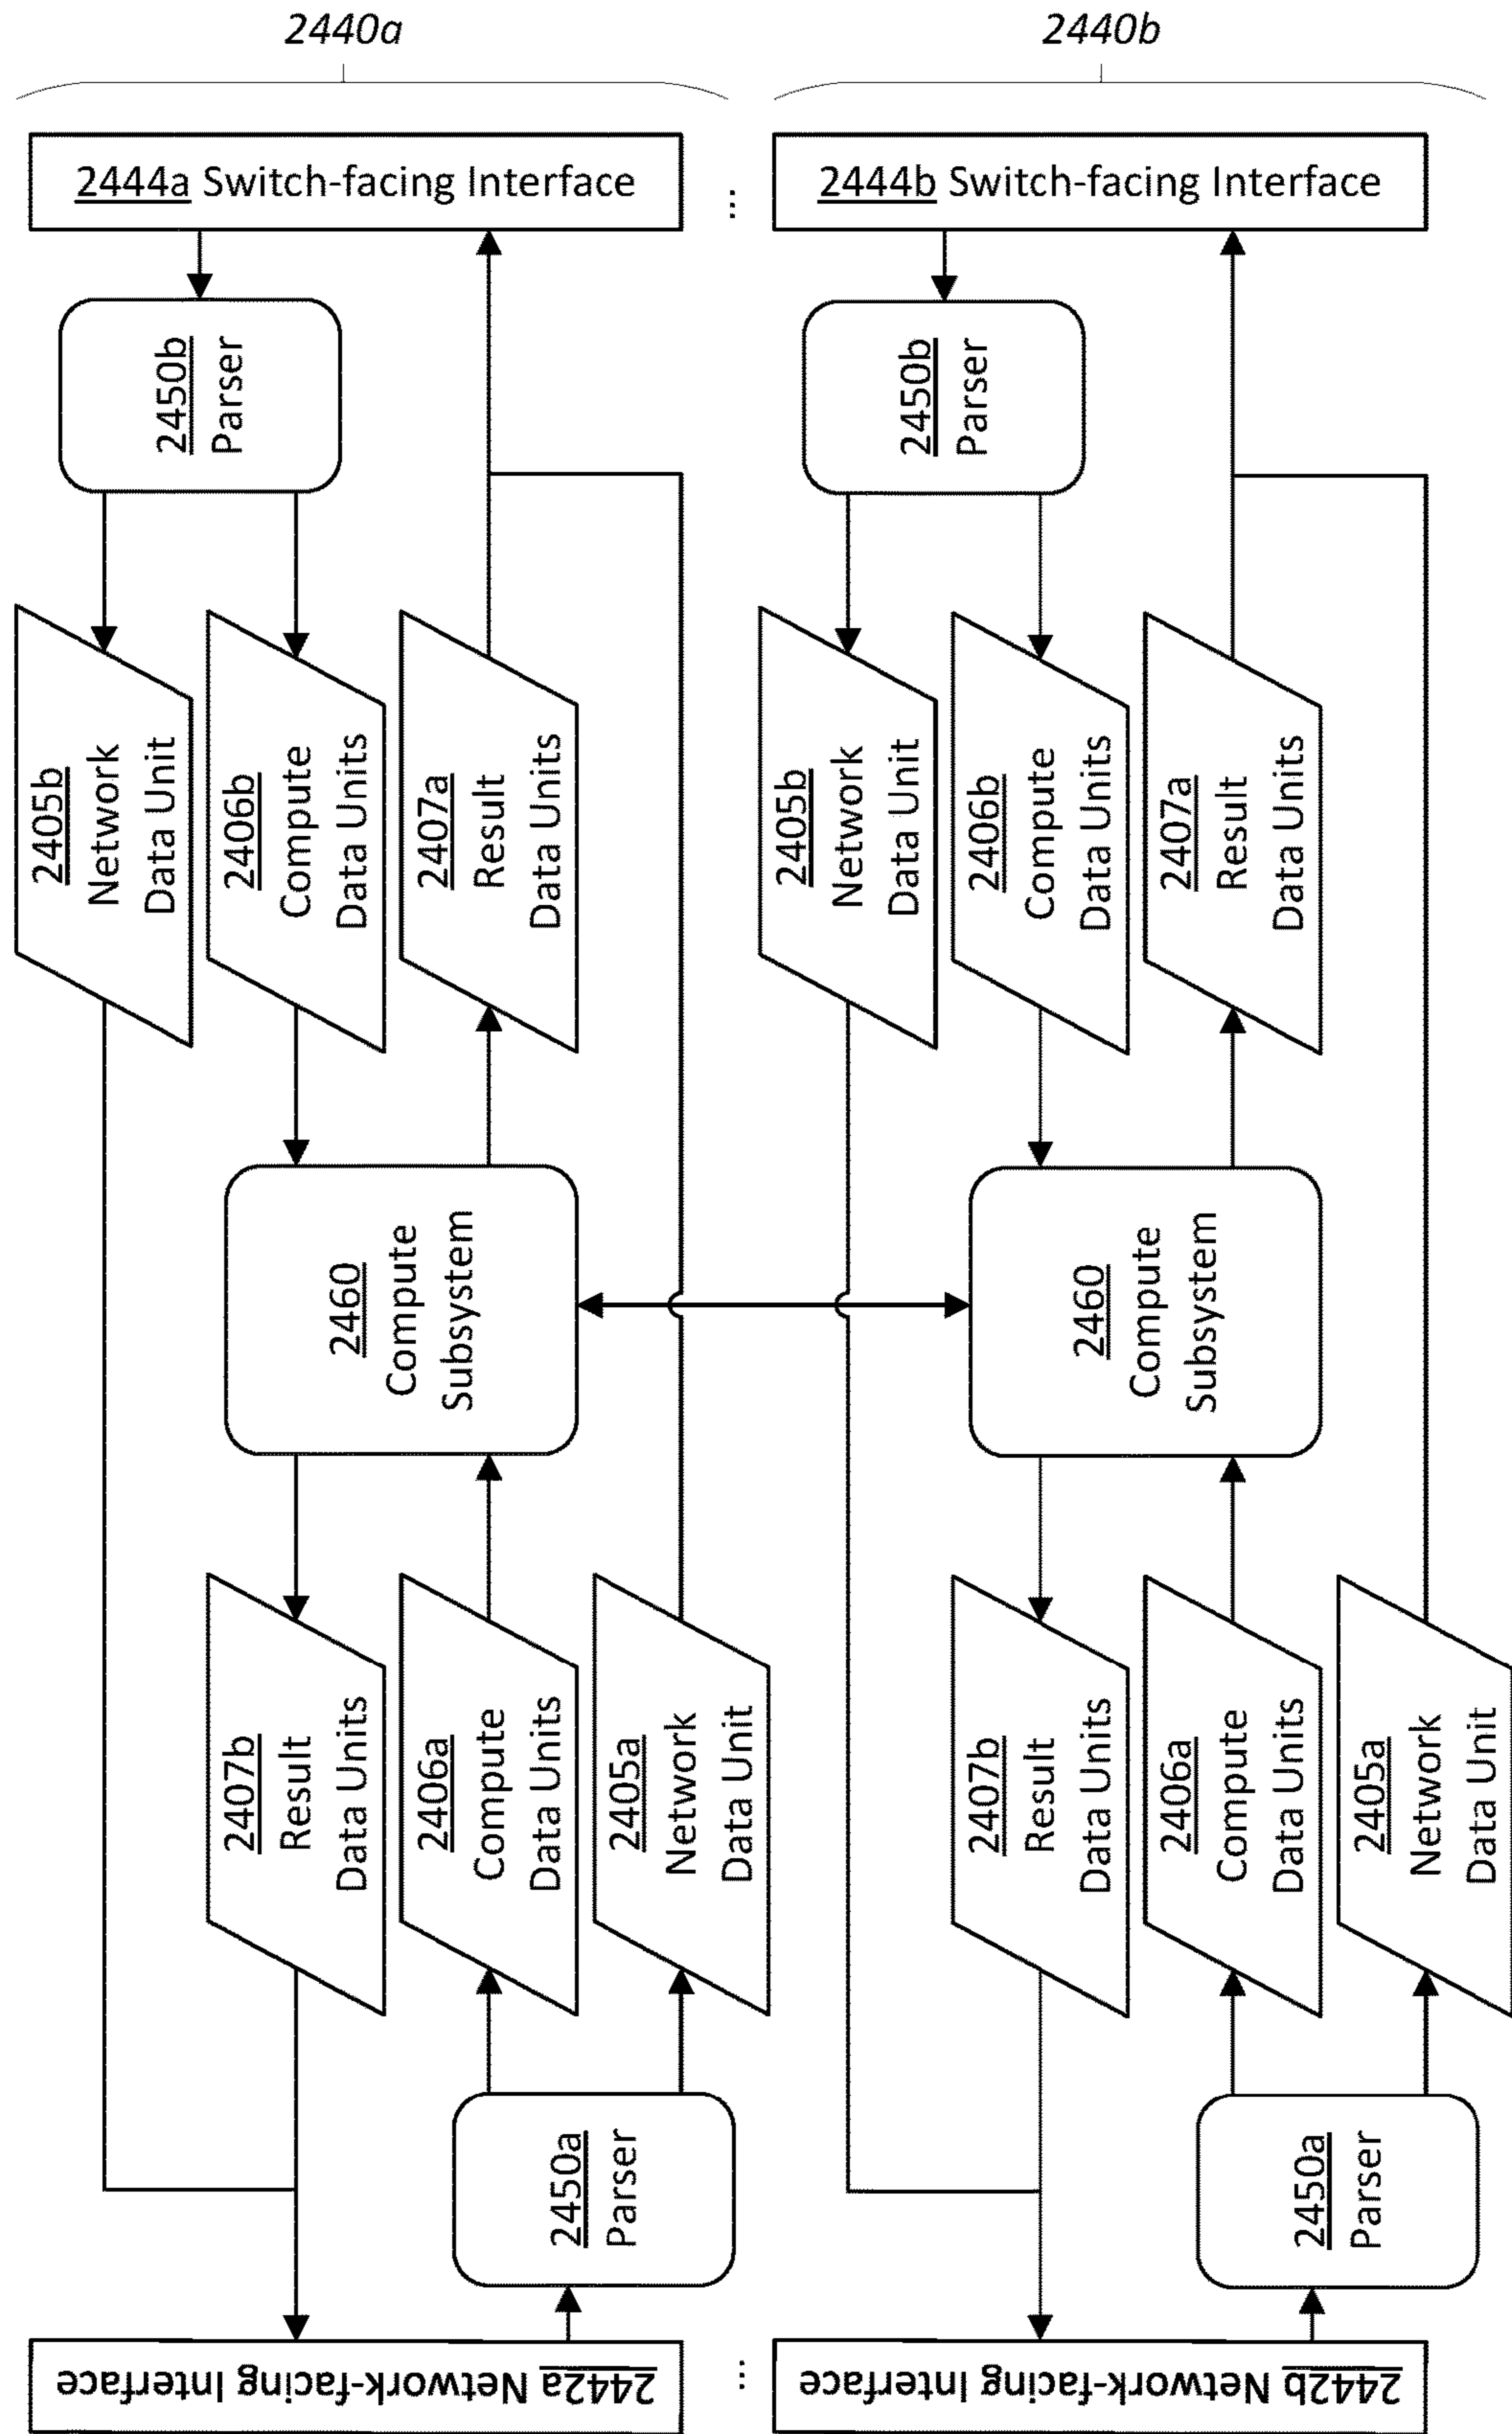 2440a
2440b
2444a Switch-facing Interface
...
2444b Switch-facing Interface
2450b
Parser
2450b
Parser
2405b
Network
Data Unit
2406b
Compute
Data Units
2407a
Result
Data Units
2405b
Network
Data Unit
2406b
Compute
Data Units
2407a
Result
Data Units
2460
Compute
Subsystem
2460
Compute
Subsystem
2407b
Result
Data Units
2406a
Compute
Data Units
2405a
Network
Data Unit
2407b
Result
Data Units
2406a
Compute
Data Units
2405a
Network
Data Unit
2450a
Parser
2450a
Parser
2442a Network-facing Interface
...
2442b Network-facing Interface